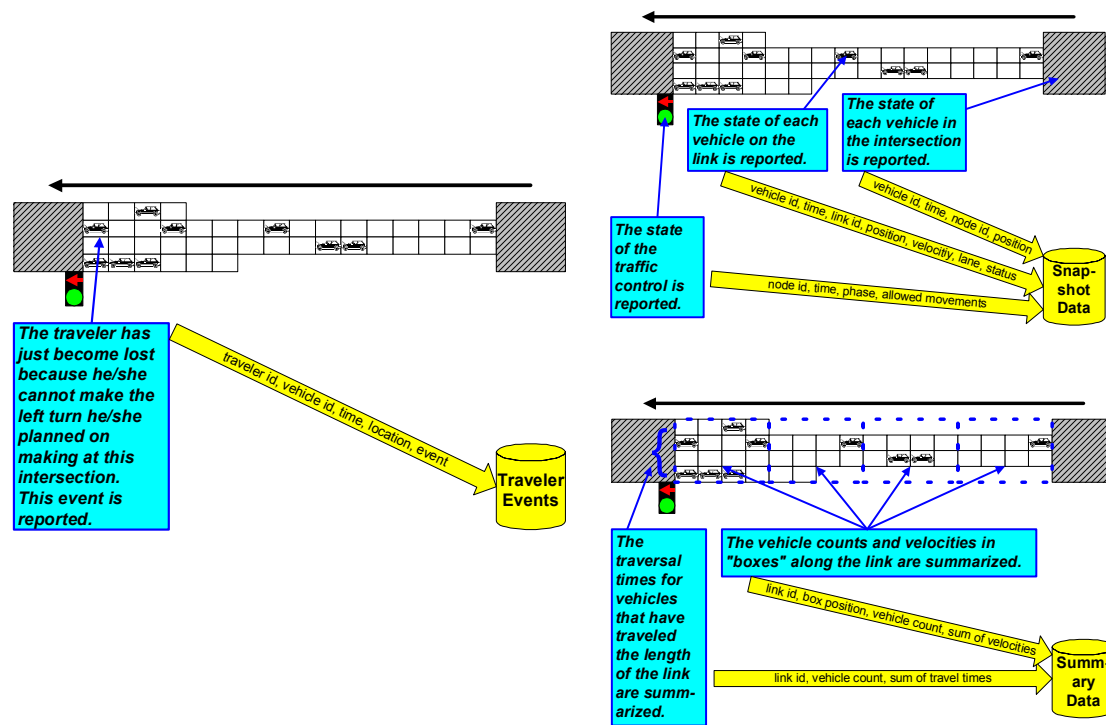 The traveler has
just become lost
because he/she
cannot make the
left turn he/she
planned on
making at this
intersection.
This event is
reported.
traveler id, vehicle id, time, location, event
Traveler
Events
The state of each
vehicle on the
link is reported.
The state of
each vehicle in
the intersection
is reported.
The state
of the
traffic
control is
reported.
vehicle id, time, node id, position
vehicle id, time, link id, position, velocitiy, lane, status
node id, time, phase, allowed movements
Snap-
shot
Data
The
traversal
times for
vehicles
that have
traveled
the length
of the link
are summ-
arized.
The vehicle counts and velocities in
"boxes" along the link are summarized.
link id, box position, vehicle count, sum of velocities
link id, vehicle count, sum of travel times
Summ-
ary
Data